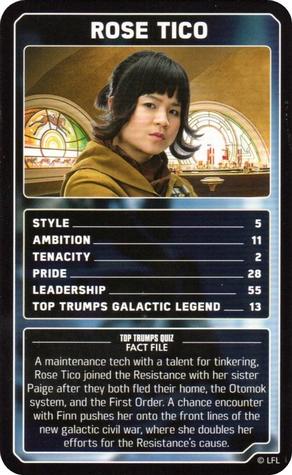 ROSE TICO
STYLE 5
AMBITION 11
TENACITY 2
PRIDE 28
LEADERSHIP 55
TOP TRUMPS GALACTIC LEGEND 13
TOP TRUMPS QUIZ
FACT FILE
A maintenance tech with a talent for tinkering,
Rose Tico joined the Resistance with her sister
Paige after they both fled their home, the Otomok
system, and the First Order. A chance encounter
with Finn pushes her onto the front lines of the
new galactic civil war, where she doubles her
efforts for the Resistance's cause.
© LFL